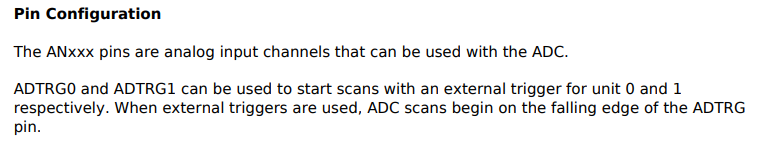 Pin Configuration
The ANxxx pins are analog input channels that can be used with the ADC.
ADTRG0 and ADTRG1 can be used to start scans with an external trigger for unit 0 and 1
respectively. When external triggers are used, ADC scans begin on the falling edge of the ADTRG
pin.